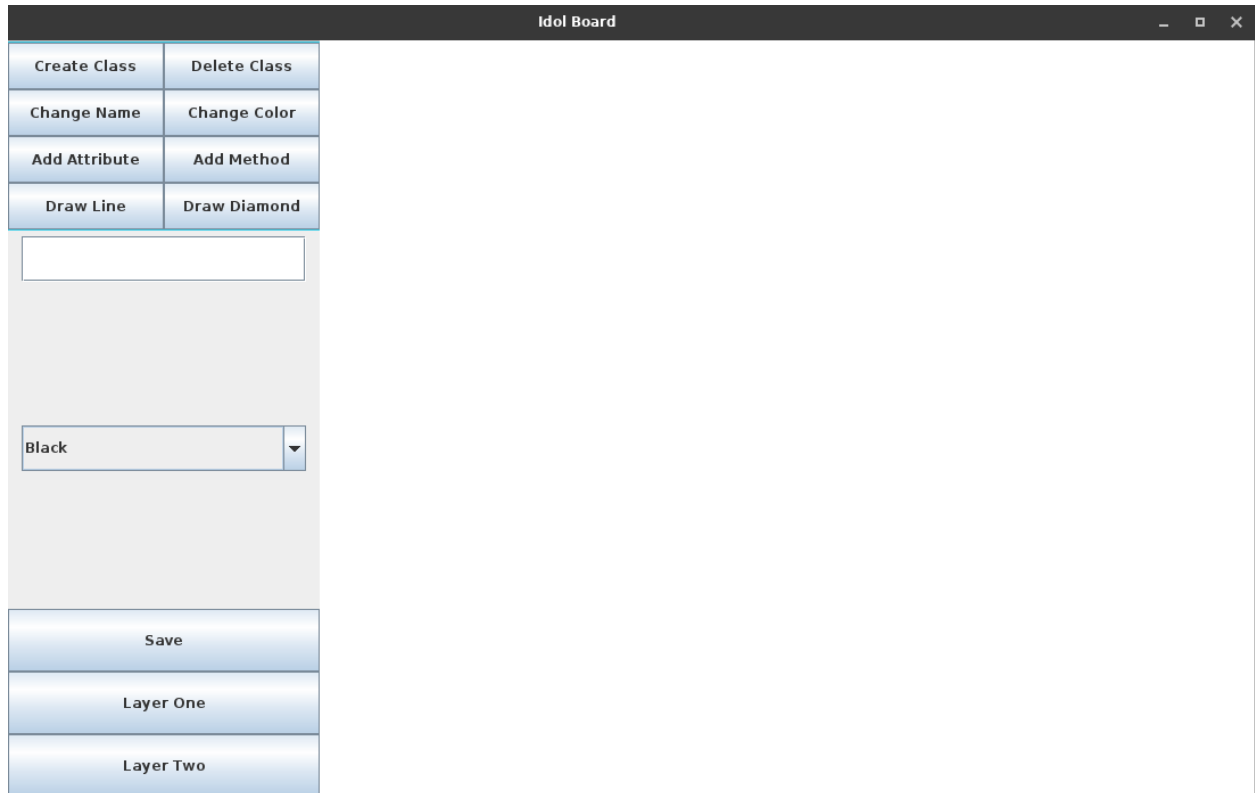 Idol Board
Create Class Delete Class
Change Name Change Color
Add Attribute Add Method
Draw Line Draw Diamond
Black
Save
Layer One
Layer Two